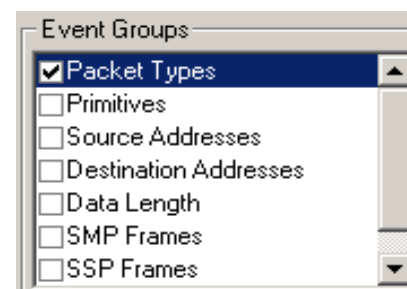 Event Groups
Packet Types
Primitives
Source Addresses
Destination Addresses
Data Length
SMP Frames
SSP Frames